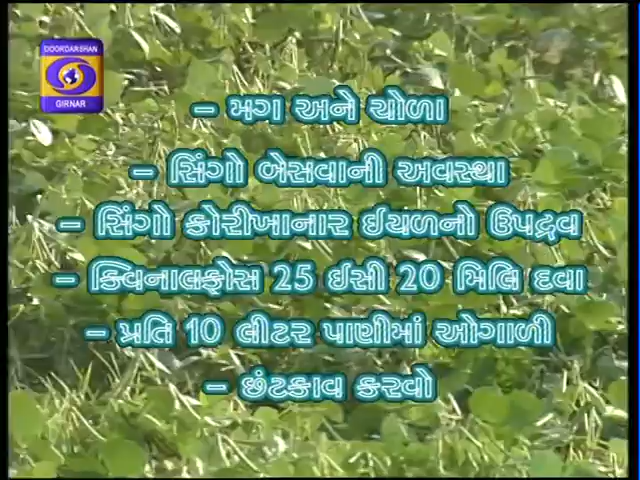 DOORDARSHAN
GIRNAR
- મગ અને ચોળા
- સિંગો બેસવાની અવસ્થા
- સિંગો કોરીખાનાર ઈયળનો ઉપદ્રવ
- ક્વિનાલફોસ 25 ઈસી 20 મિલિ દવા
- પ્રતિ 10 લીટર પાણીમાં ઓગાળી
- છંટકાવ કરવો